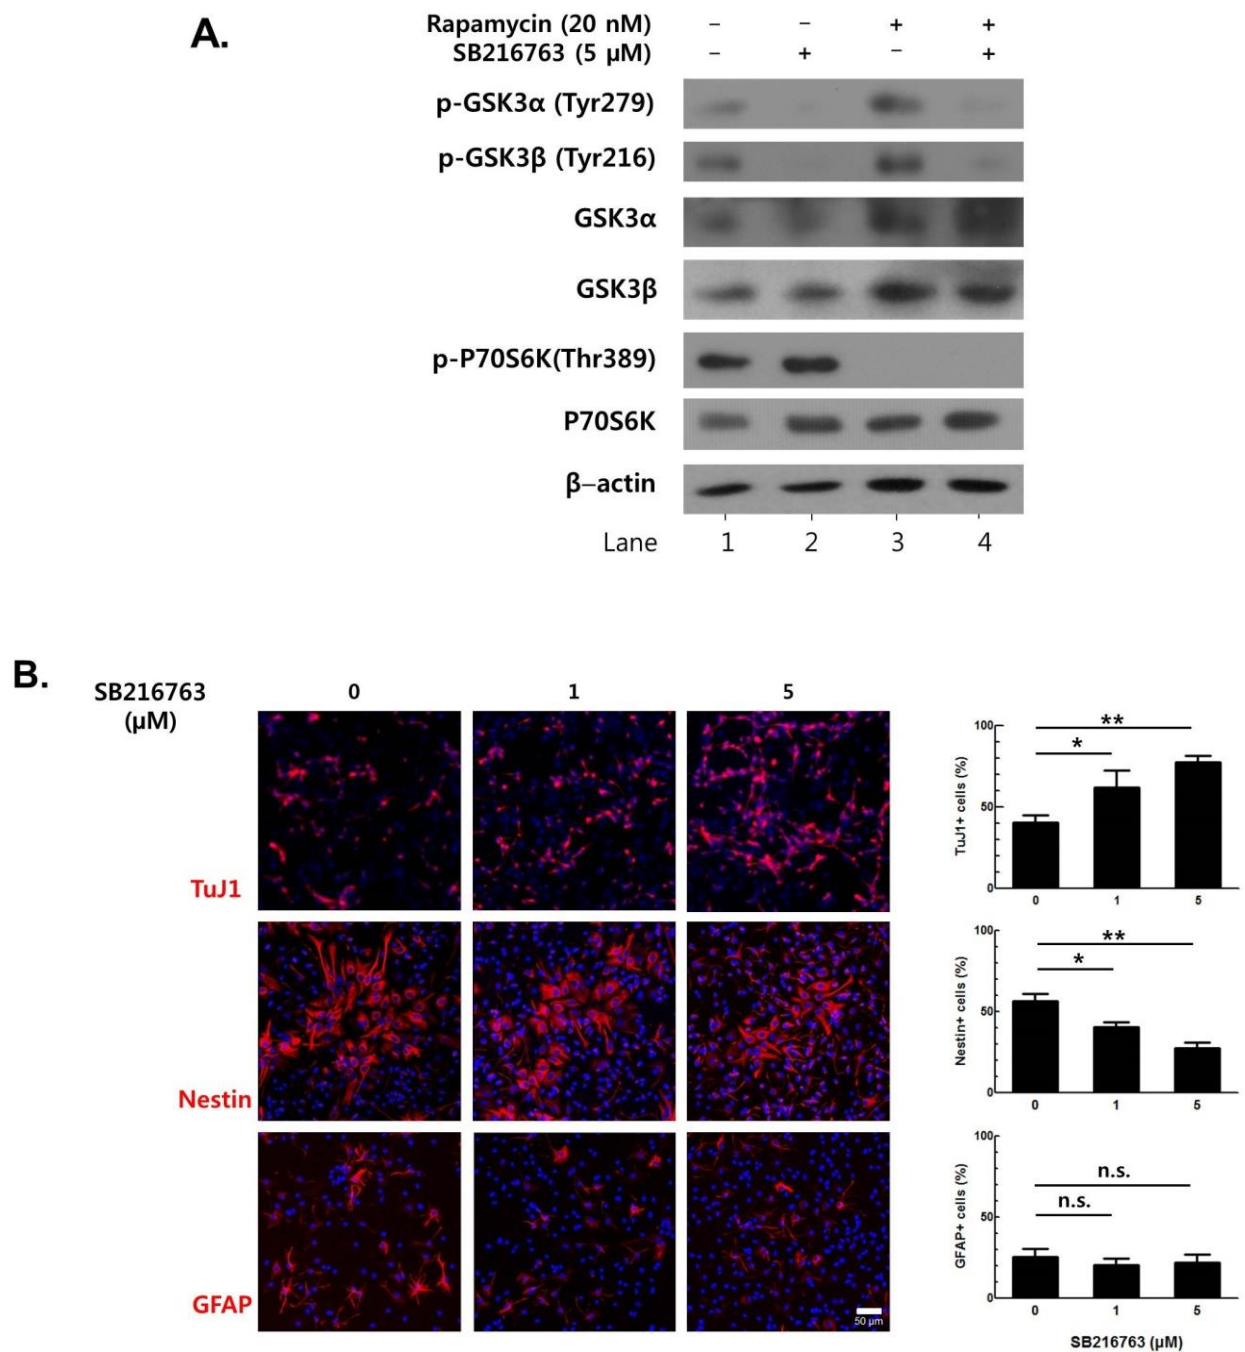 A.
Rapamycin (20 nM) – – + +
SB216763 (5 μM) – + – +
p-GSK3α (Tyr279)
p-GSK3β (Tyr216)
GSK3α
GSK3β
p-P70S6K(Thr389)
P70S6K
β–actin
Lane 1 2 3 4
B.
SB216763 0 1 5
(μM)
TuJ1
Nestin
GFAP
50 μm
TuJ1+ cells (%)
100
50
0
**
*
0 1 5
Nestin+ cells (%)
100
50
0
**
*
0 1 5
GFAP+ cells (%)
100
50
0
n.s.
n.s.
0 1 5
SB216763 (μM)